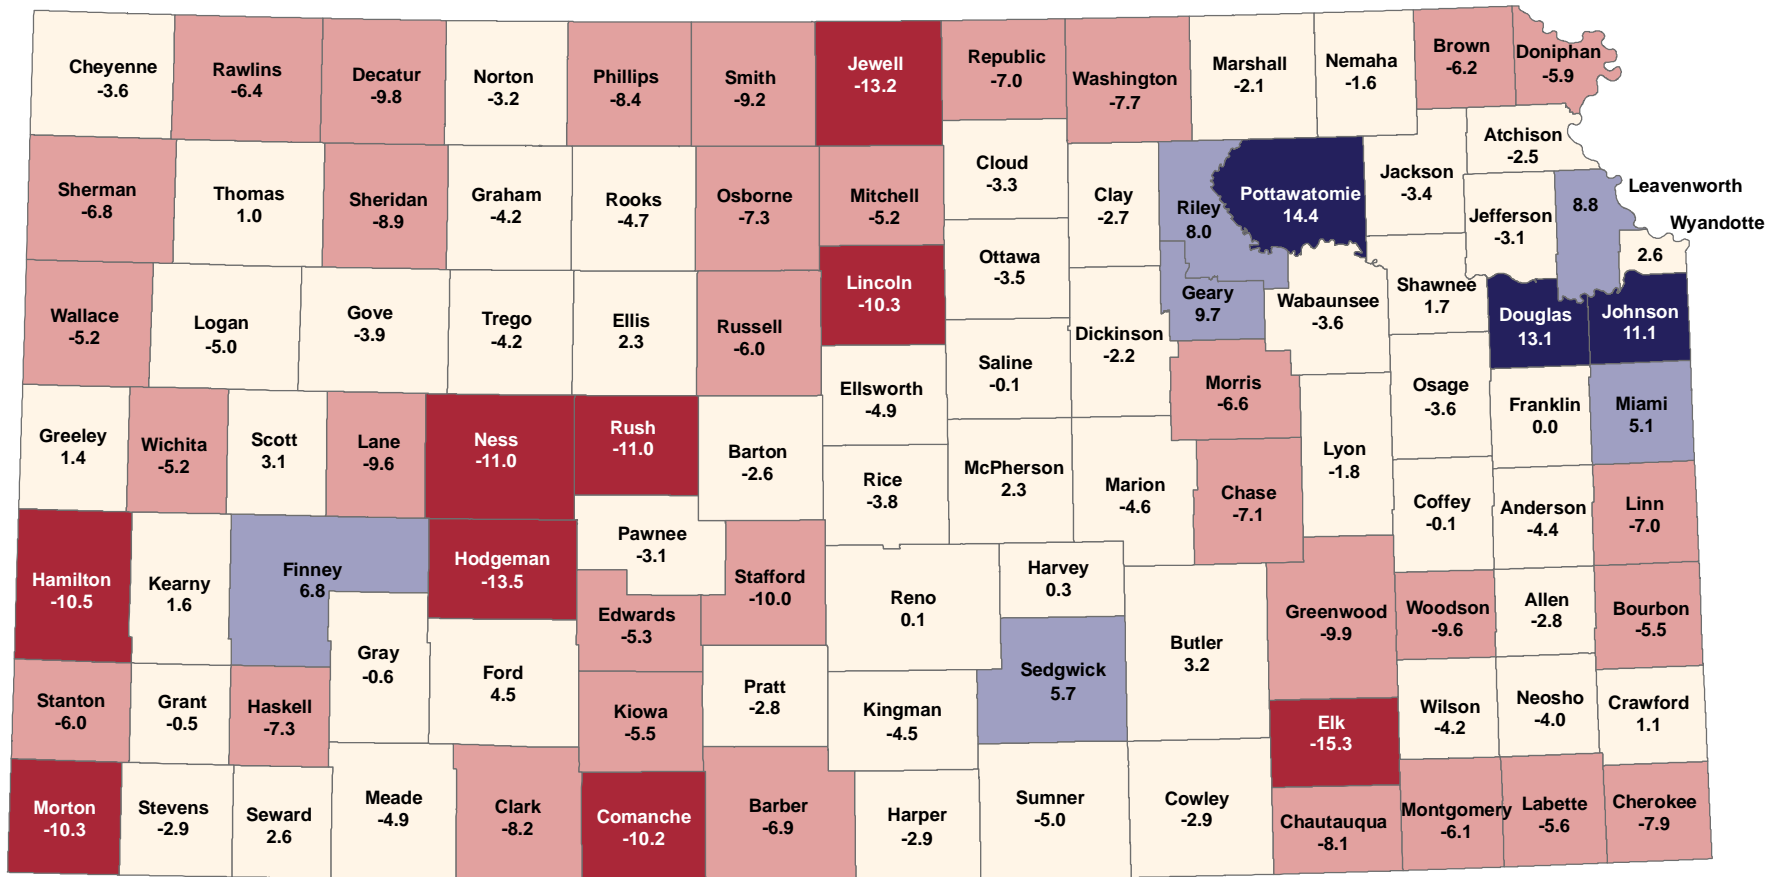 Cheyenne
-3.6
Rawlins
-6.4
Decatur
-9.8
Norton
-3.2
Phillips
-8.4
Smith
-9.2
Jewell
-13.2
Republic
-7.0
Washington
-7.7
Marshall
-2.1
Nemaha
-1.6
Brown
-6.2
Doniphan
-5.9
Sherman
-6.8
Thomas
1.0
Sheridan
-8.9
Graham
-4.2
Rooks
-4.7
Osborne
-7.3
Mitchell
-5.2
Cloud
-3.3
Clay
-2.7
Riley
8.0
Pottawatomie
14.4
Jackson
-3.4
Atchison
-2.5
Jefferson
-3.1
Leavenworth
8.8
Wyandotte
2.6
Wallace
-5.2
Logan
-5.0
Gove
-3.9
Trego
-4.2
Ellis
2.3
Russell
-6.0
Lincoln
-10.3
Ottawa
-3.5
Saline
-0.1
Dickinson
-2.2
Geary
9.7
Wabaunsee
-3.6
Shawnee
1.7
Douglas
13.1
Johnson
11.1
Greeley
1.4
Wichita
-5.2
Scott
3.1
Lane
-9.6
Ness
-11.0
Rush
-11.0
Barton
-2.6
Ellsworth
-4.9
Rice
-3.8
McPherson
2.3
Marion
-4.6
Morris
-6.6
Chase
-7.1
Lyon
-1.8
Osage
-3.6
Franklin
0.0
Miami
5.1
Coffey
-0.1
Anderson
-4.4
Linn
-7.0
Hamilton
-10.5
Kearny
1.6
Finney
6.8
Hodgeman
-13.5
Pawnee
-3.1
Edwards
-5.3
Stafford
-10.0
Reno
0.1
Harvey
0.3
Sedgwick
5.7
Butler
3.2
Greenwood
-9.9
Woodson
-9.6
Allen
-2.8
Bourbon
-5.5
Stanton
-6.0
Grant
-0.5
Haskell
-7.3
Gray
-0.6
Ford
4.5
Kiowa
-5.5
Pratt
-2.8
Kingman
-4.5
Elk
-15.3
Wilson
-4.2
Neosho
-4.0
Crawford
1.1
Morton
-10.3
Stevens
-2.9
Seward
2.6
Meade
-4.9
Clark
-8.2
Comanche
-10.2
Barber
-6.9
Harper
-2.9
Sumner
-5.0
Cowley
-2.9
Chautauqua
-8.1
Montgomery
-6.1
Labette
-5.6
Cherokee
-7.9